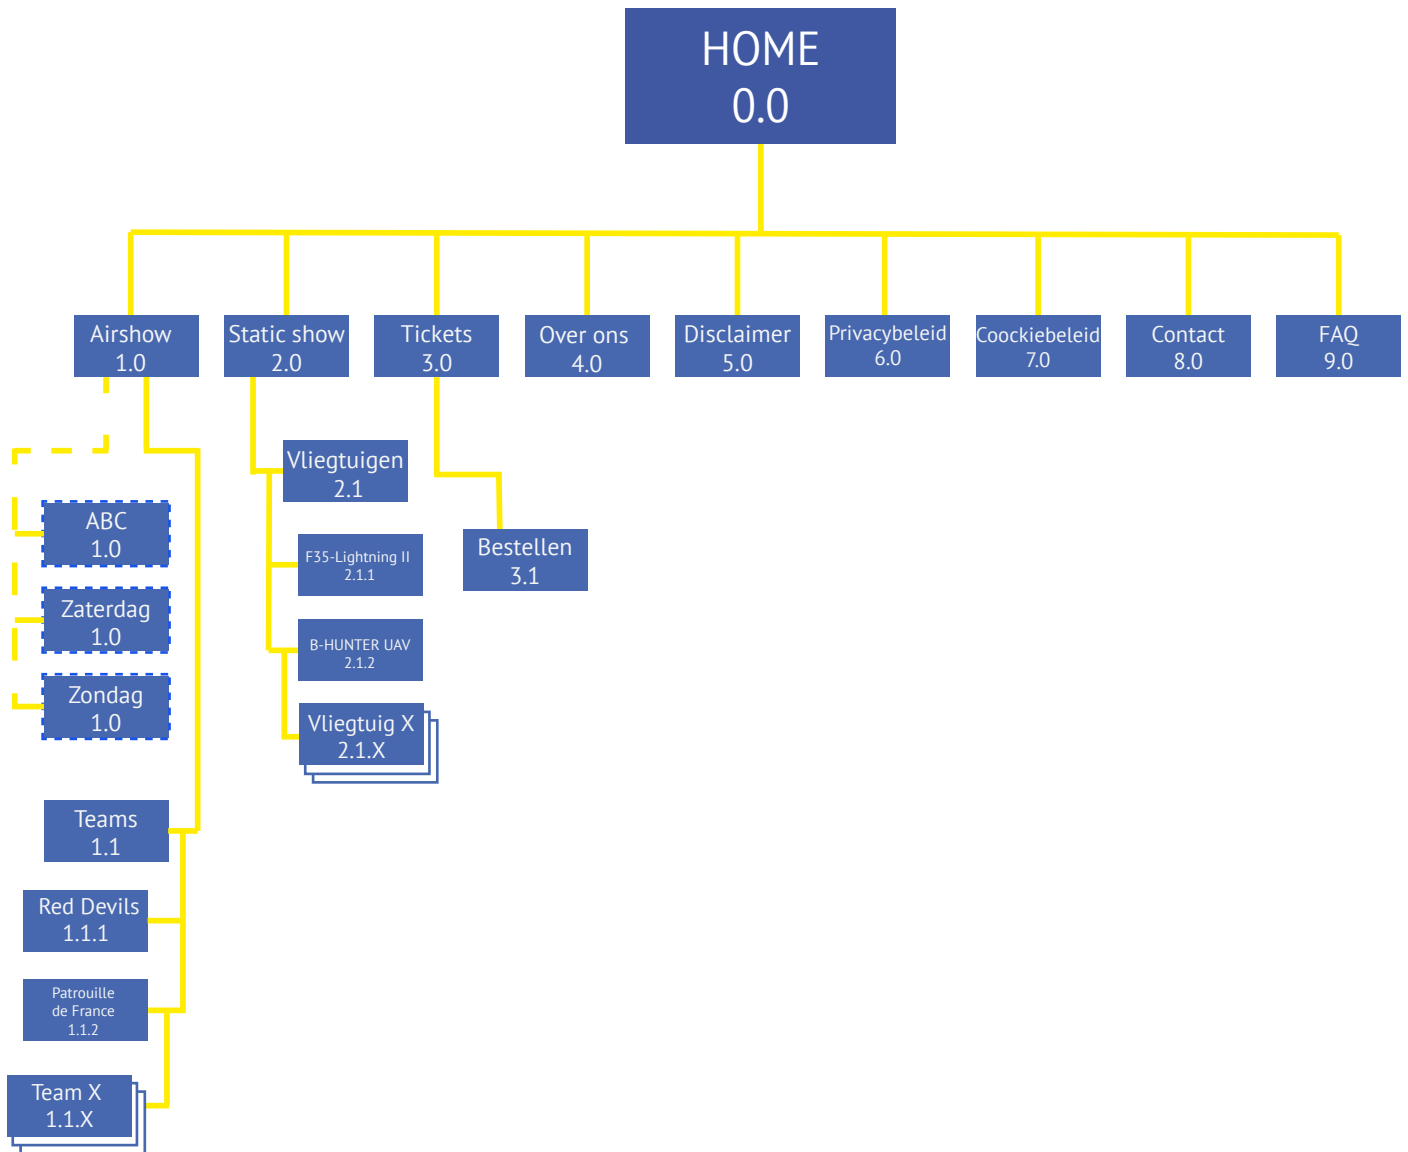 HOME
0.0
Airshow
1.0
Static show
2.0
Tickets
3.0
Over ons
4.0
Disclaimer
5.0
Privacybeleid
6.0
Coockiebeleid
7.0
Contact
8.0
FAQ
9.0
ABC
1.0
Zaterdag
1.0
Zondag
1.0
Teams
1.1
Red Devils
1.1.1
Patrouille
de France
1.1.2
Team X
1.1.X
Vliegtuigen
2.1
F35-Lightning II
2.1.1
B-HUNTER UAV
2.1.2
Vliegtuig X
2.1.X
Bestellen
3.1